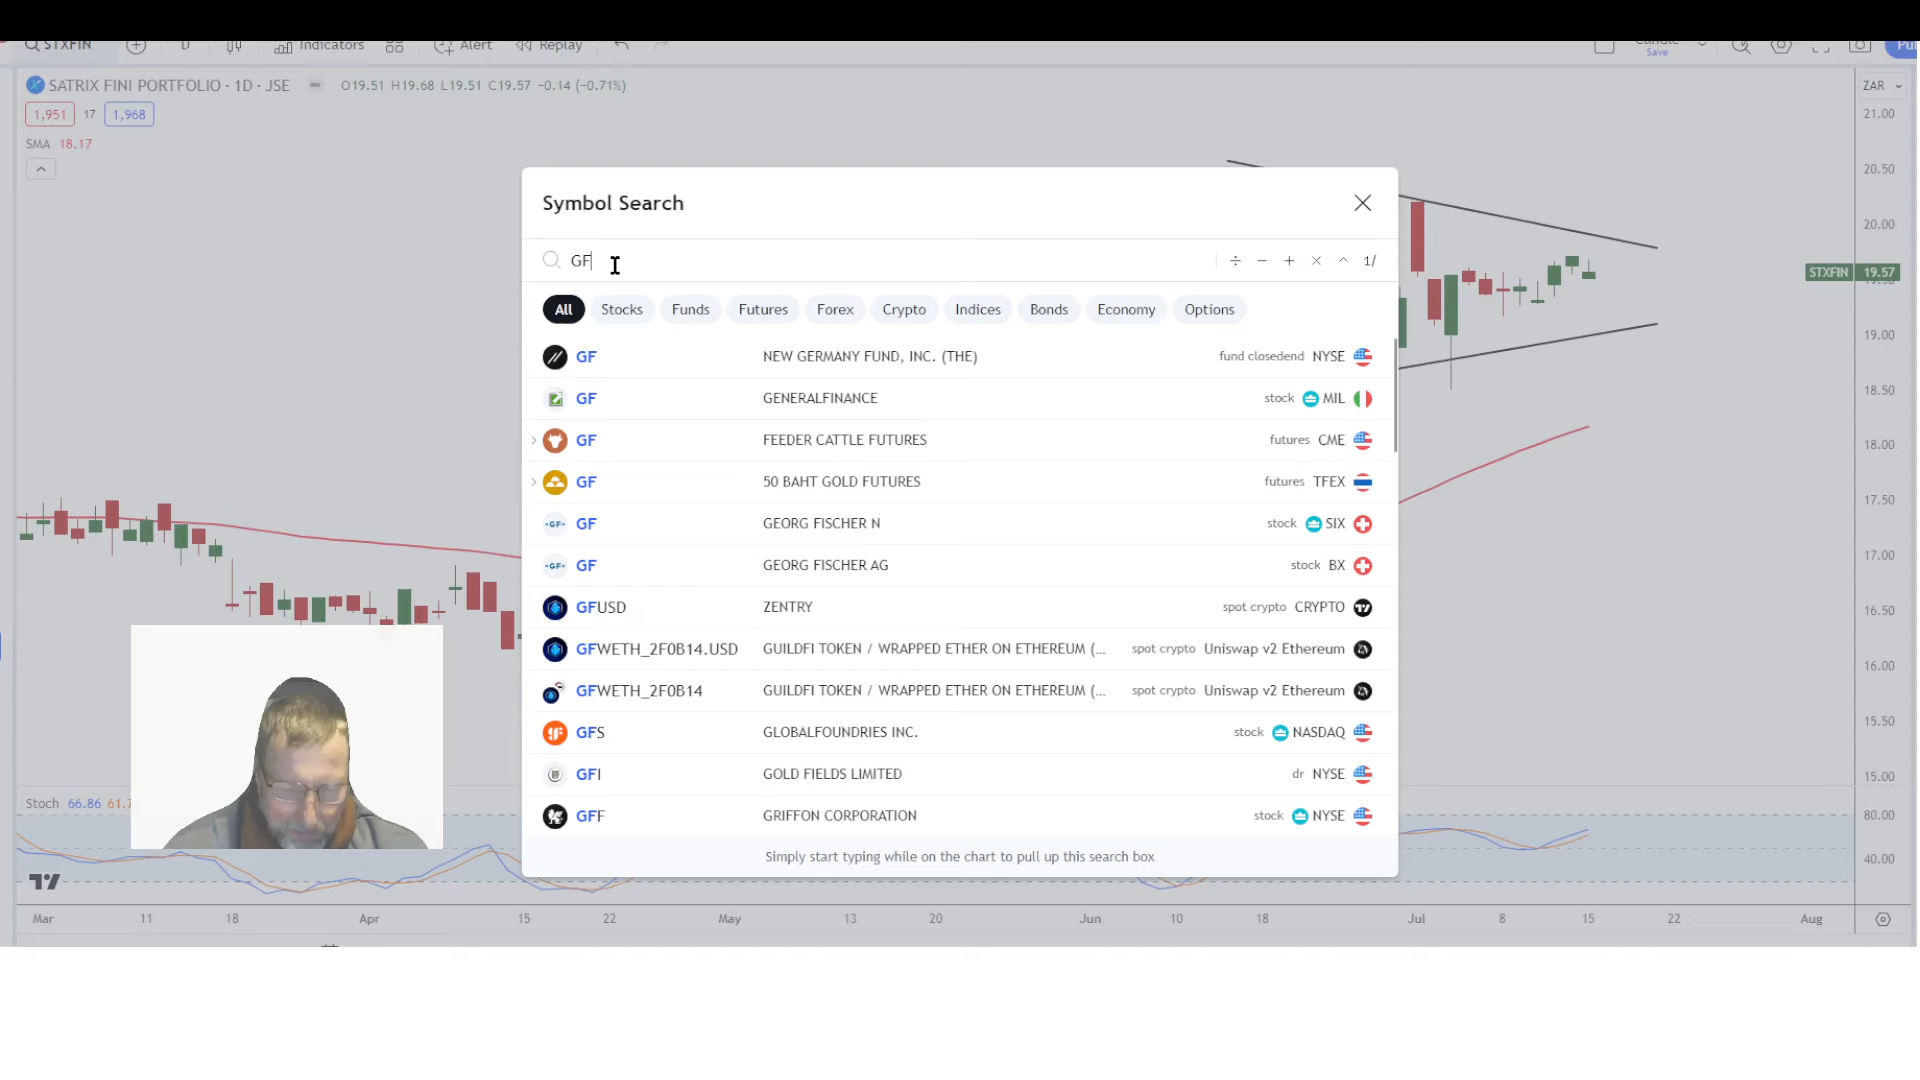 STXFIN D Indicators Alert Replay Candle Save
SATRIX FINI PORTFOLIO · 1D · JSE O19.51 H19.68 L19.51 C19.57 −0.14 (−0.71%) ZAR
1,951 17 1,968
SMA 18.17
21.00
20.50
20.00
STXFIN 19.57
19.00
18.50
18.00
17.50
17.00
16.50
16.00
15.50
15.00
80.00
40.00
Symbol Search
GF 1/
All Stocks Funds Futures Forex Crypto Indices Bonds Economy Options
GF NEW GERMANY FUND, INC. (THE) fund closedend NYSE
GF GENERALFINANCE stock MIL
GF FEEDER CATTLE FUTURES futures CME
GF 50 BAHT GOLD FUTURES futures TFEX
GF GEORG FISCHER N stock SIX
GF GEORG FISCHER AG stock BX
GFUSD ZENTRY spot crypto CRYPTO
GFWETH_2F0B14.USD GUILDFI TOKEN / WRAPPED ETHER ON ETHEREUM (... spot crypto Uniswap v2 Ethereum
GFWETH_2F0B14 GUILDFI TOKEN / WRAPPED ETHER ON ETHEREUM (... spot crypto Uniswap v2 Ethereum
GFS GLOBALFOUNDRIES INC. stock NASDAQ
GFI GOLD FIELDS LIMITED dr NYSE
GFF GRIFFON CORPORATION stock NYSE
Simply start typing while on the chart to pull up this search box
Stoch 66.86 61.7
Mar 11 18 Apr 15 22 May 13 20 Jun 10 18 Jul 8 15 22 Aug